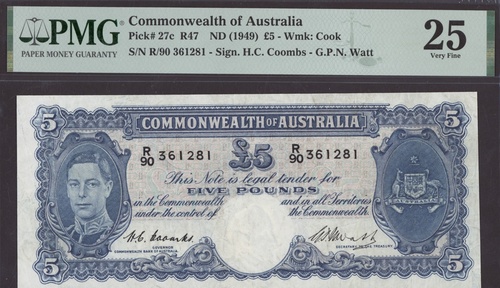 PMG
PAPER MONEY GUARANTY
Commonwealth of Australia
Pick# 27c R47 ND (1949) £5 - Wmk: Cook
S/N R/90 361281 - Sign. H.C. Coombs - G.P.N. Watt
25
Very Fine
5 COMMONWEALTH OF AUSTRALIA 5
R/90 361281 £5 R/90 361281
This Note is legal tender for
FIVE POUNDS
in the Commonwealth and in all Territories
under the control of the Commonwealth.
AUSTRALIA
H.C. Coombs
GOVERNOR
COMMONWEALTH BANK OF AUSTRALIA
SECRETARY TO THE TREASURY
5 5